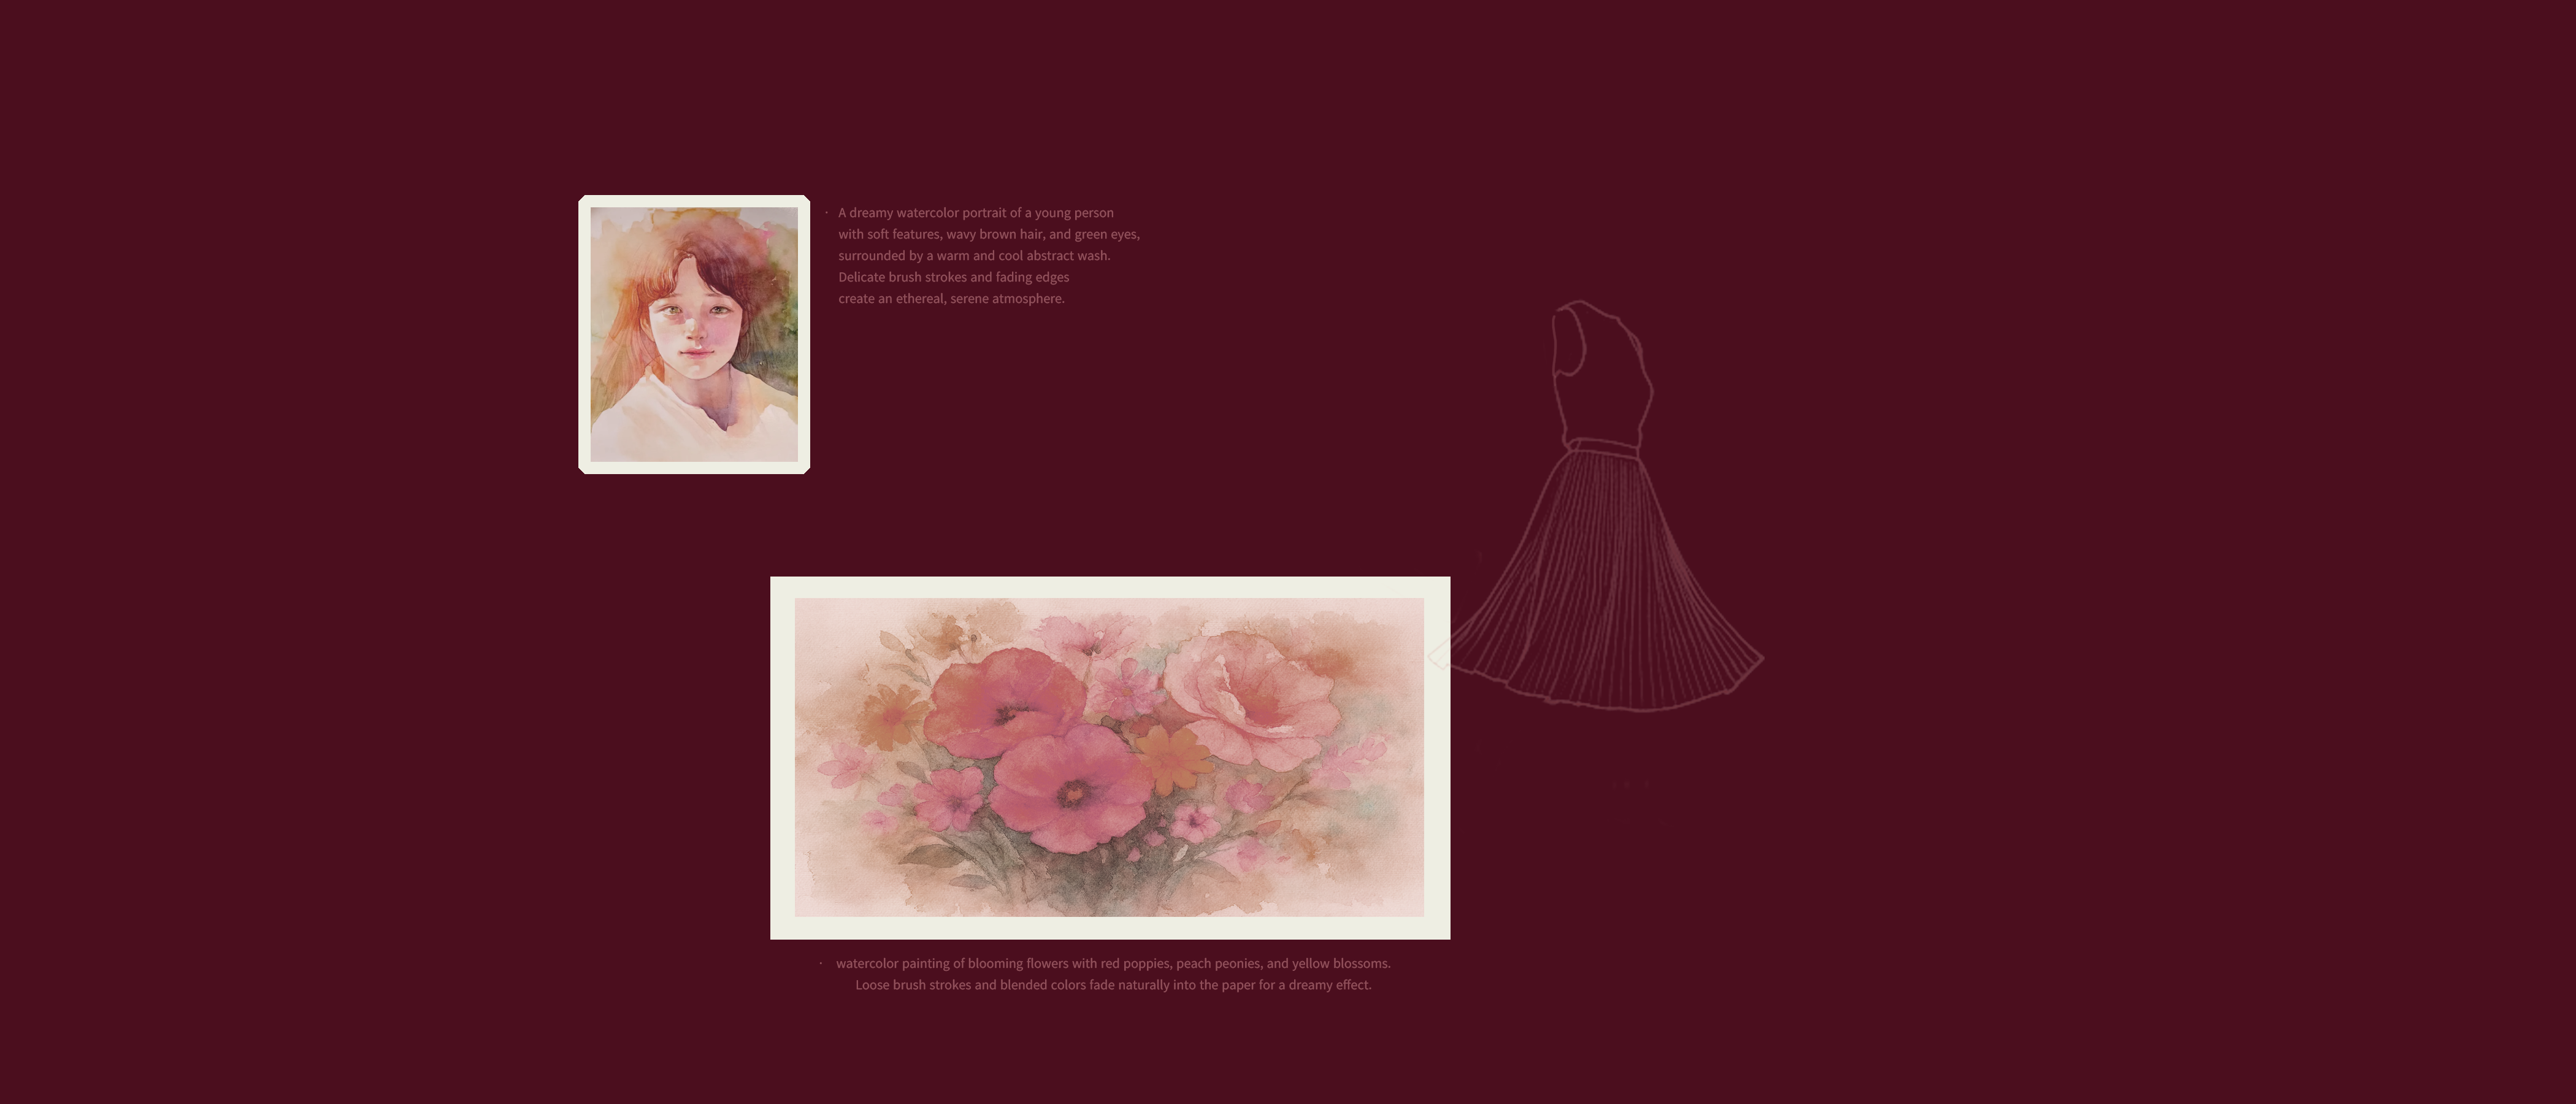 · A dreamy watercolor portrait of a young person
with soft features, wavy brown hair, and green eyes,
surrounded by a warm and cool abstract wash.
Delicate brush strokes and fading edges
create an ethereal, serene atmosphere.
· watercolor painting of blooming flowers with red poppies, peach peonies, and yellow blossoms.
Loose brush strokes and blended colors fade naturally into the paper for a dreamy effect.